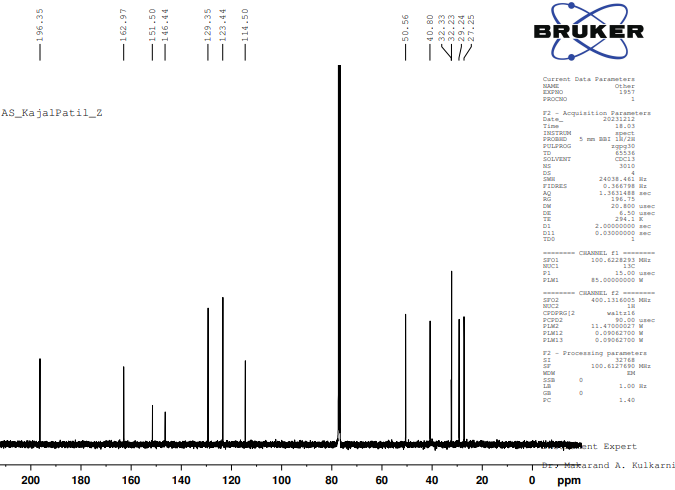 196.35
162.97
151.50
146.44
129.35
123.44
114.50
50.56
40.80
32.33
32.23
29.24
27.25
BRUKER
AS_KajalPatil_Z
Current Data Parameters
NAME Other
EXPNO 1957
PROCNO 1
F2 - Acquisition Parameters
Date_ 20231212
Time 18.03
INSTRUM spect
PROBHD 5 mm BBI 1H/2H
PULPROG zgpg30
TD 65536
SOLVENT CDCl3
NS 3010
DS 4
SWH 24038.461 Hz
FIDRES 0.366798 Hz
AQ 1.3631488 sec
RG 196.75
DW 20.800 usec
DE 6.50 usec
TE 294.1 K
D1 2.00000000 sec
D11 0.03000000 sec
TD0 1
======== CHANNEL f1 ========
SFO1 100.6228293 MHz
NUC1 13C
P1 15.00 usec
PLW1 85.00000000 W
======== CHANNEL f2 ========
SFO2 400.1316005 MHz
NUC2 1H
CPDPRG[2 waltz16
PCPD2 90.00 usec
PLW2 11.47000027 W
PLW12 0.09062700 W
PLW13 0.09062700 W
F2 - Processing parameters
SI 32768
SF 100.6127690 MHz
WDW EM
SSB 0
LB 1.00 Hz
GB 0
PC 1.40
Expert
Dr. Makarand A. Kulkarni
200 180 160 140 120 100 80 60 40 20 0 ppm